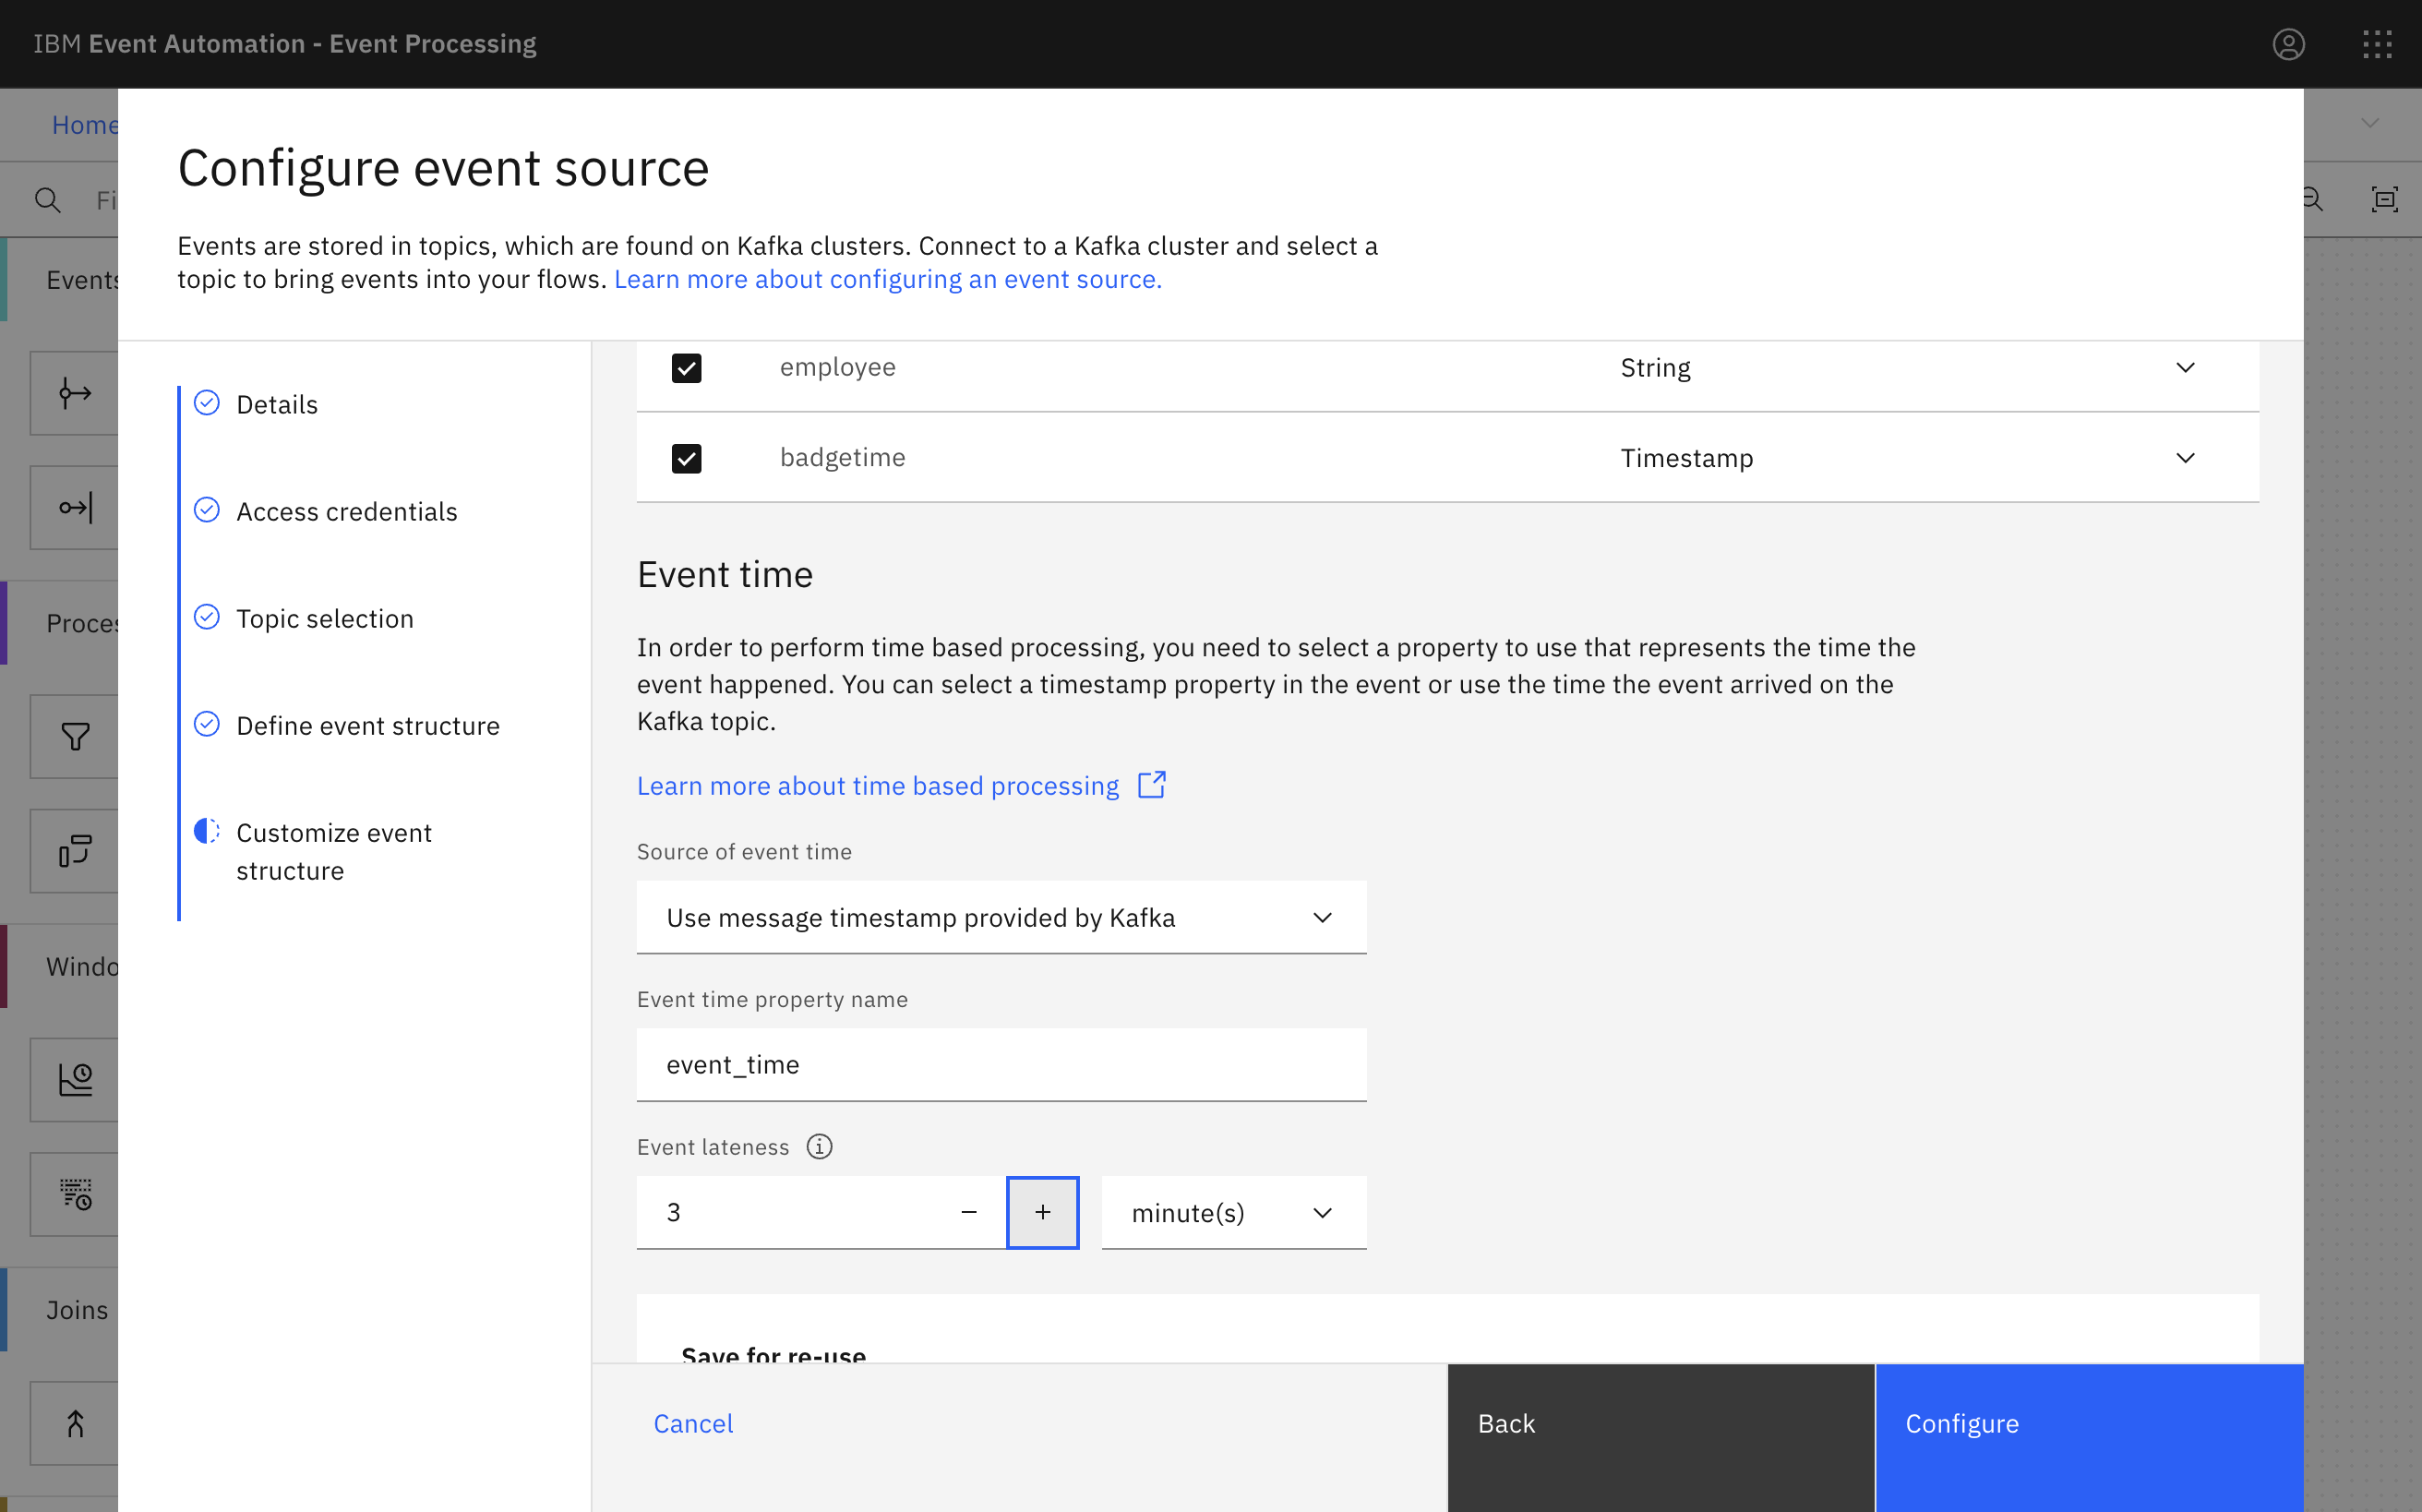 IBM Event Automation - Event Processing
Home
Configure event source
Events are stored in topics, which are found on Kafka clusters. Connect to a Kafka cluster and select a
topic to bring events into your flows. Learn more about configuring an event source.
Fi
Events
Proces
Windo
Joins
Details
Access credentials
Topic selection
Define event structure
Customize event
structure
employee String
badgetime Timestamp
Event time
In order to perform time based processing, you need to select a property to use that represents the time the
event happened. You can select a timestamp property in the event or use the time the event arrived on the
Kafka topic.
Learn more about time based processing
Source of event time
Use message timestamp provided by Kafka
Event time property name
event_time
Event lateness
3 minute(s)
Save for re-use
Cancel Back Configure